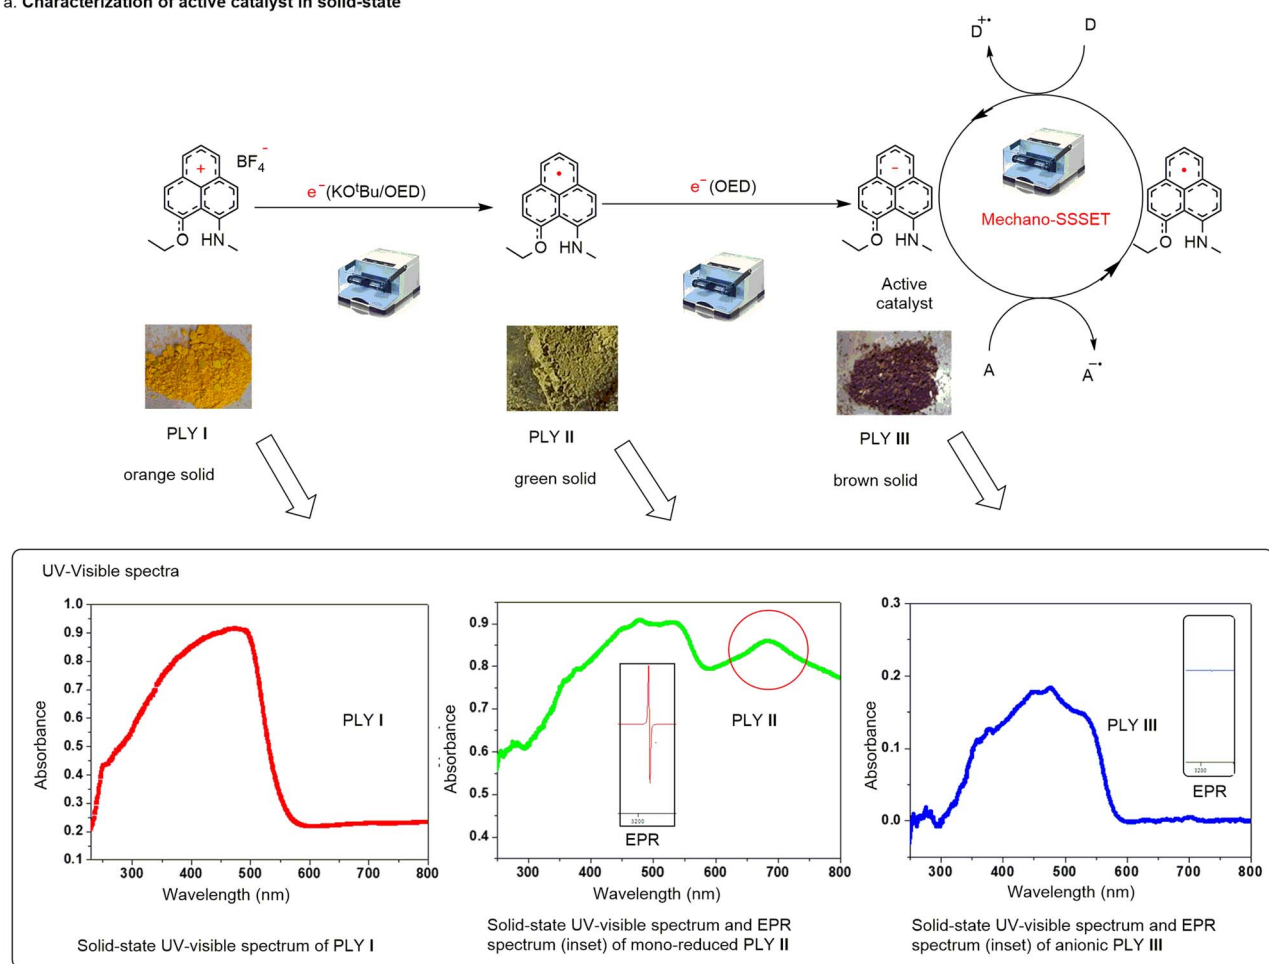 a. Characterization of active catalyst in solid-state
D+• D
+ BF4−
e−(KOtBu/OED)
•
e−(OED)
−
Mechano-SSSET
•
O HN
O HN
O HN
O HN
Active
catalyst
A A−•
PLY I
orange solid
PLY II
green solid
PLY III
brown solid
UV-Visible spectra
1.0
0.9
0.8
0.7
0.6
0.5
0.4
0.3
0.2
0.1
Absorbance
PLY I
300 400 500 600 700 800
Wavelength (nm)
Solid-state UV-visible spectrum of PLY I
0.9
0.8
0.7
0.6
0.5
0.4
Absorbance
PLY II
3200
EPR
300 400 500 600 700 800
Wavelength (nm)
Solid-state UV-visible spectrum and EPR
spectrum (inset) of mono-reduced PLY II
0.3
0.2
0.1
0.0
Absorbance
PLY III
3200
EPR
300 400 500 600 700 800
Wavelength (nm)
Solid-state UV-visible spectrum and EPR
spectrum (inset) of anionic PLY III